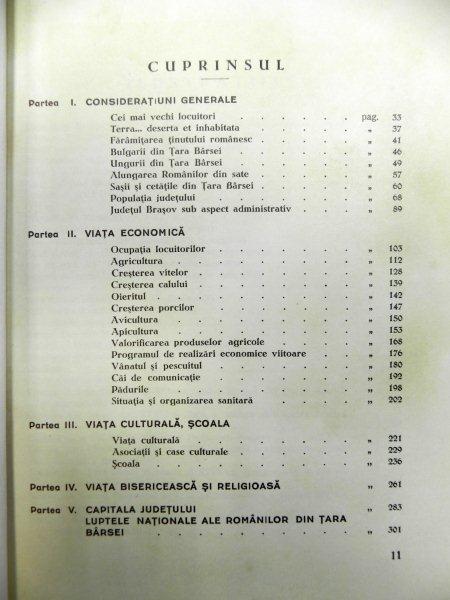 CUPRINSUL
Partea I. CONSIDERAȚIUNI GENERALE
Cei mai vechi locuitori . . . . . pag. 33
Terra... deserta et inhabitata . . . . . „ 37
Fărâmițarea ținutului românesc . . . . . „ 41
Bulgarii din Țara Bârsei . . . . . „ 46
Ungurii din Țara Bârsei . . . . . „ 49
Alungarea Românilor din sate . . . . . „ 57
Sașii și cetățile din Țara Bârsei . . . . . „ 60
Populația județului . . . . . „ 68
Județul Brașov sub aspect administrativ . . . „ 89
Partea II. VIAȚA ECONOMICĂ
Ocupația locuitorilor . . . . . . „ 103
Agricultura . . . . . . . „ 112
Creșterea vitelor . . . . . . . „ 128
Creșterea calului . . . . . . . „ 139
Oieritul . . . . . . . . „ 142
Creșterea porcilor . . . . . . „ 147
Avicultura . . . . . . . „ 150
Apicultura . . . . . . . „ 153
Valorificarea produselor agricole . . . . „ 168
Programul de realizări economice viitoare . . „ 176
Vânatul și pescuitul . . . . . . „ 180
Căi de comunicație . . . . . . „ 192
Pădurile . . . . . . . . „ 198
Situația și organizarea sanitară . . . . „ 202
Partea III. VIAȚA CULTURALĂ, ȘCOALA
Viața culturală . . . . . . „ 221
Asociații și case culturale . . . . . „ 229
Școala . . . . . . . . „ 236
Partea IV. VIAȚA BISERICEASCĂ ȘI RELIGIOASĂ „ 261
Partea V. CAPITALA JUDEȚULUI „ 283
LUPTELE NAȚIONALE ALE ROMÂNILOR DIN ȚARA
BÂRSEI . . . . . . . . „ 301
11